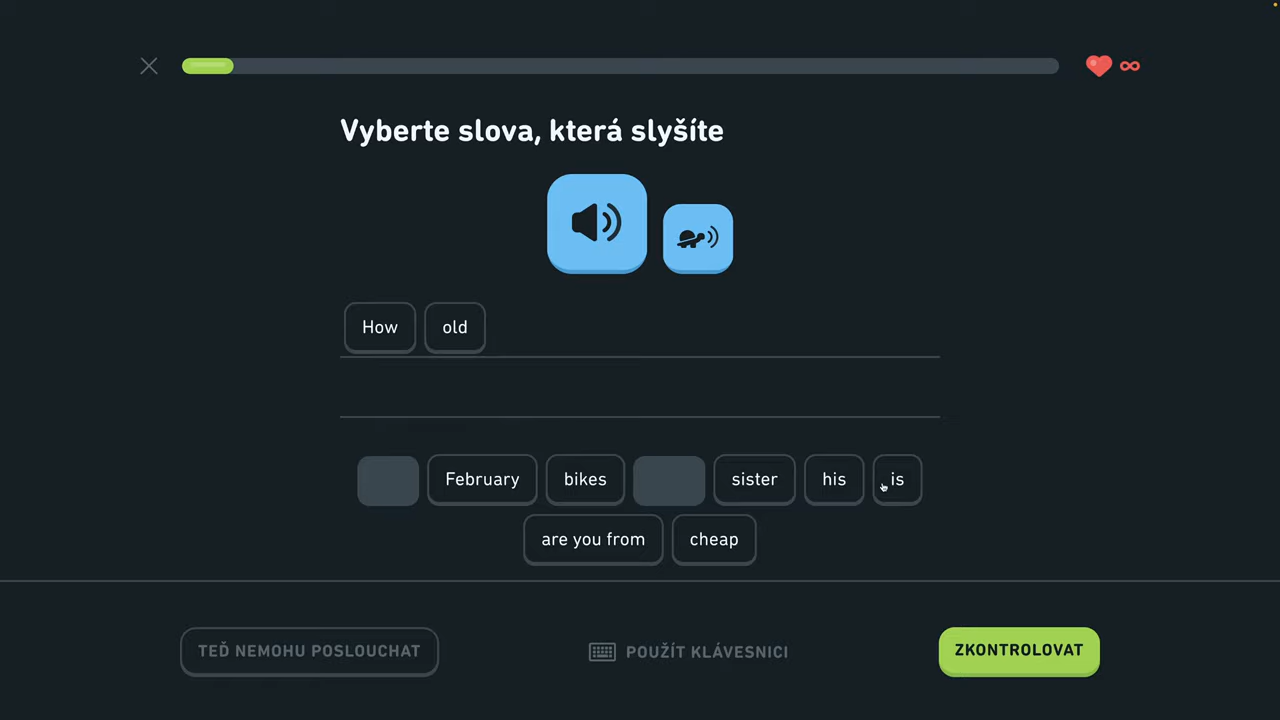 Vyberte slova, která slyšíte
How old
February bikes sister his is
are you from cheap
TEĎ NEMOHU POSLOUCHAT POUŽÍT KLÁVESNICI ZKONTROLOVAT